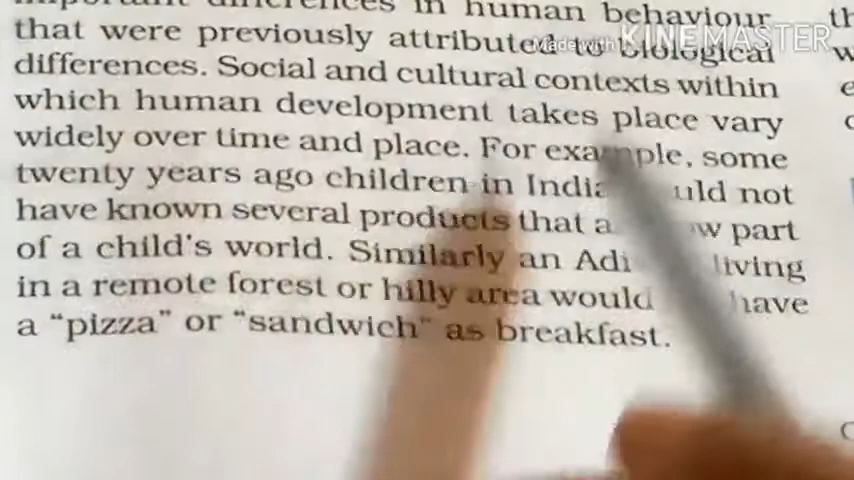 important differences in human behaviour
that were previously attributed to biological
differences. Social and cultural contexts within
which human development takes place vary
widely over time and place. For example, some
twenty years ago children in India uld not
have known several products that a w part
of a child's world. Similarly an Adi living
in a remote forest or hilly area would have
a “pizza” or “sandwich” as breakfast.
Made with KINEMASTER
th
w
e